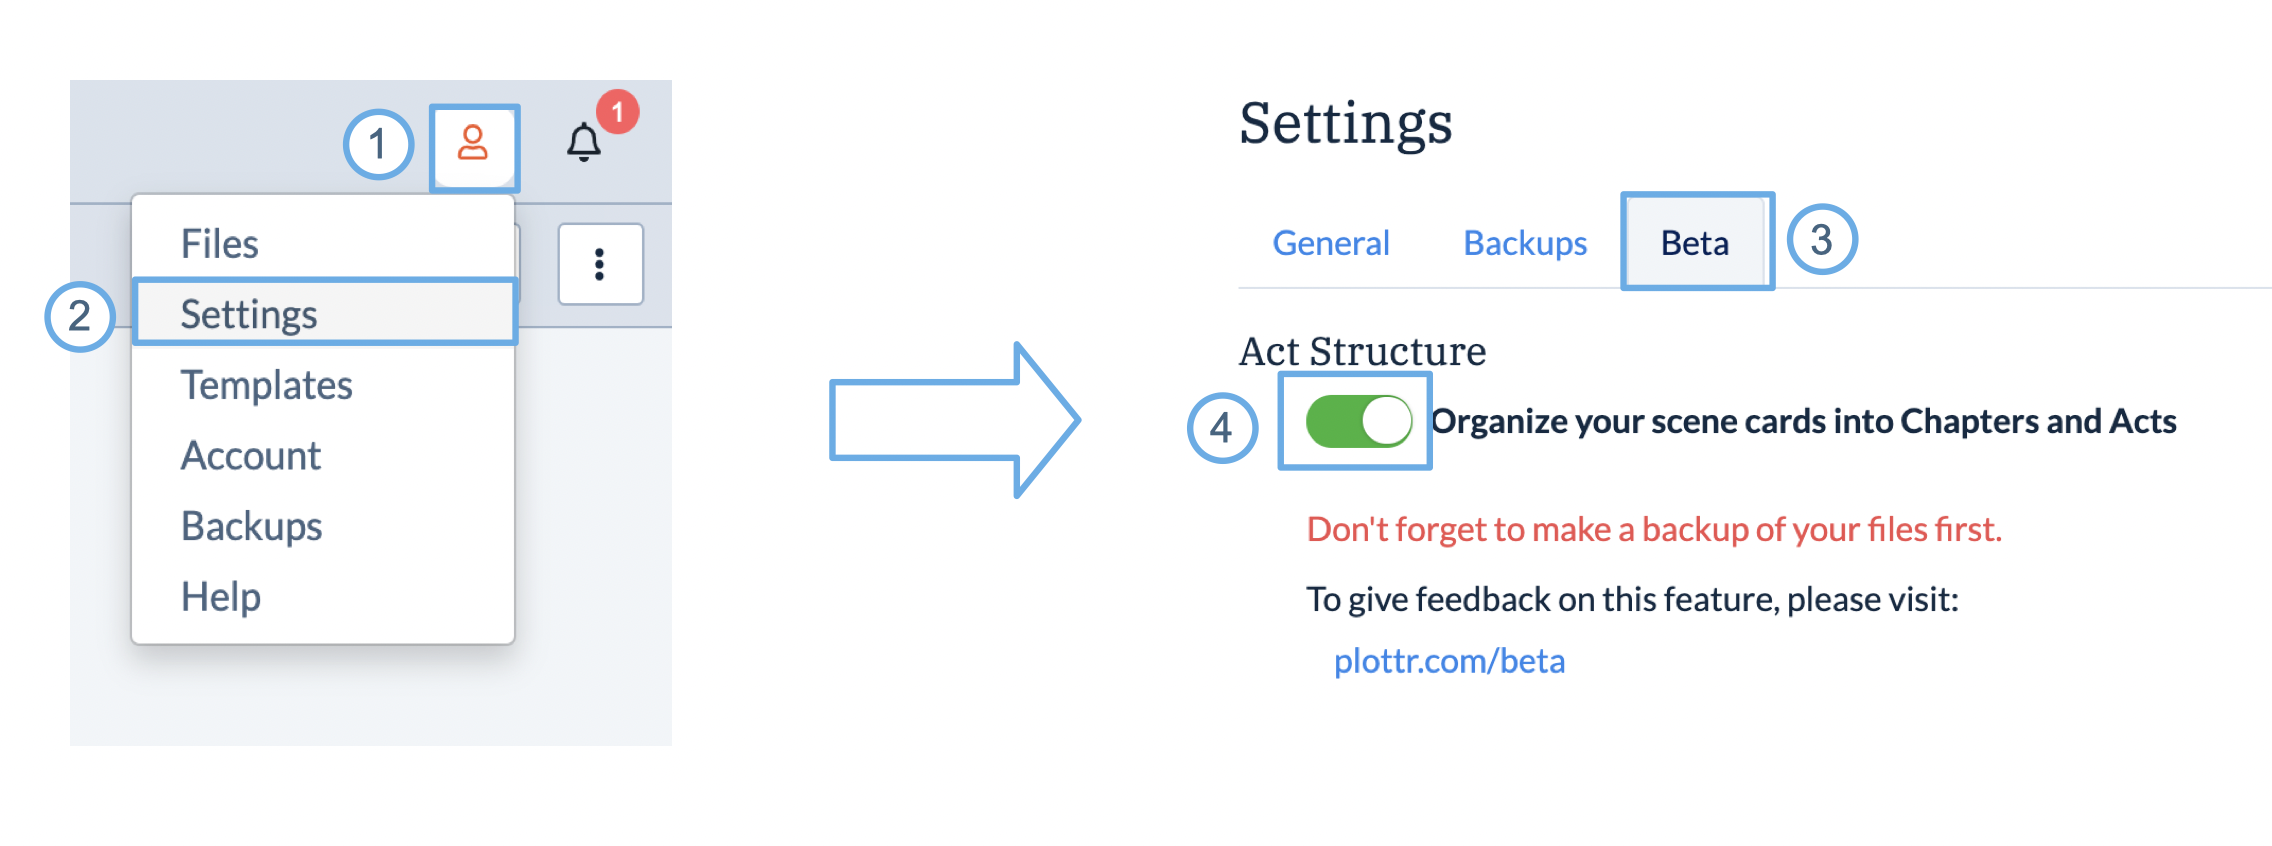 1
1
Files
2
Settings
Templates
Account
Backups
Help
Settings
General Backups Beta 3
Act Structure
4
Organize your scene cards into Chapters and Acts
Don't forget to make a backup of your files first.
To give feedback on this feature, please visit:
plottr.com/beta